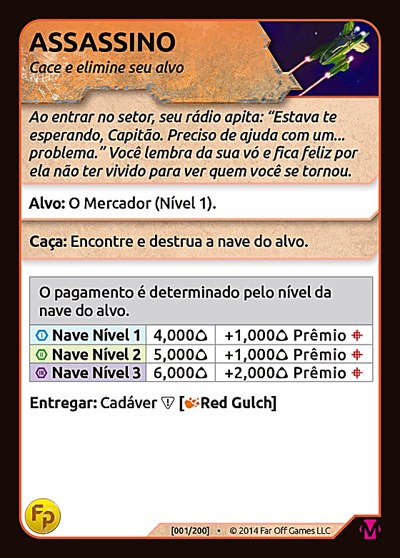 ASSASSINO
Cace e elimine seu alvo
Ao entrar no setor, seu rádio apita: “Estava te
esperando, Capitão. Preciso de ajuda com um...
problema.” Você lembra da sua vó e fica feliz por
ela não ter vivido para ver quem você se tornou.
Alvo: O Mercador (Nível 1).
Caça: Encontre e destrua a nave do alvo.
O pagamento é determinado pelo nível da
nave do alvo.
I Nave Nível 1 4,000 +1,000 Prêmio
II Nave Nível 2 5,000 +1,000 Prêmio
III Nave Nível 3 6,000 +2,000 Prêmio
Entregar: Cadáver [Red Gulch]
FP
[001/200] • © 2014 Far Off Games LLC
M